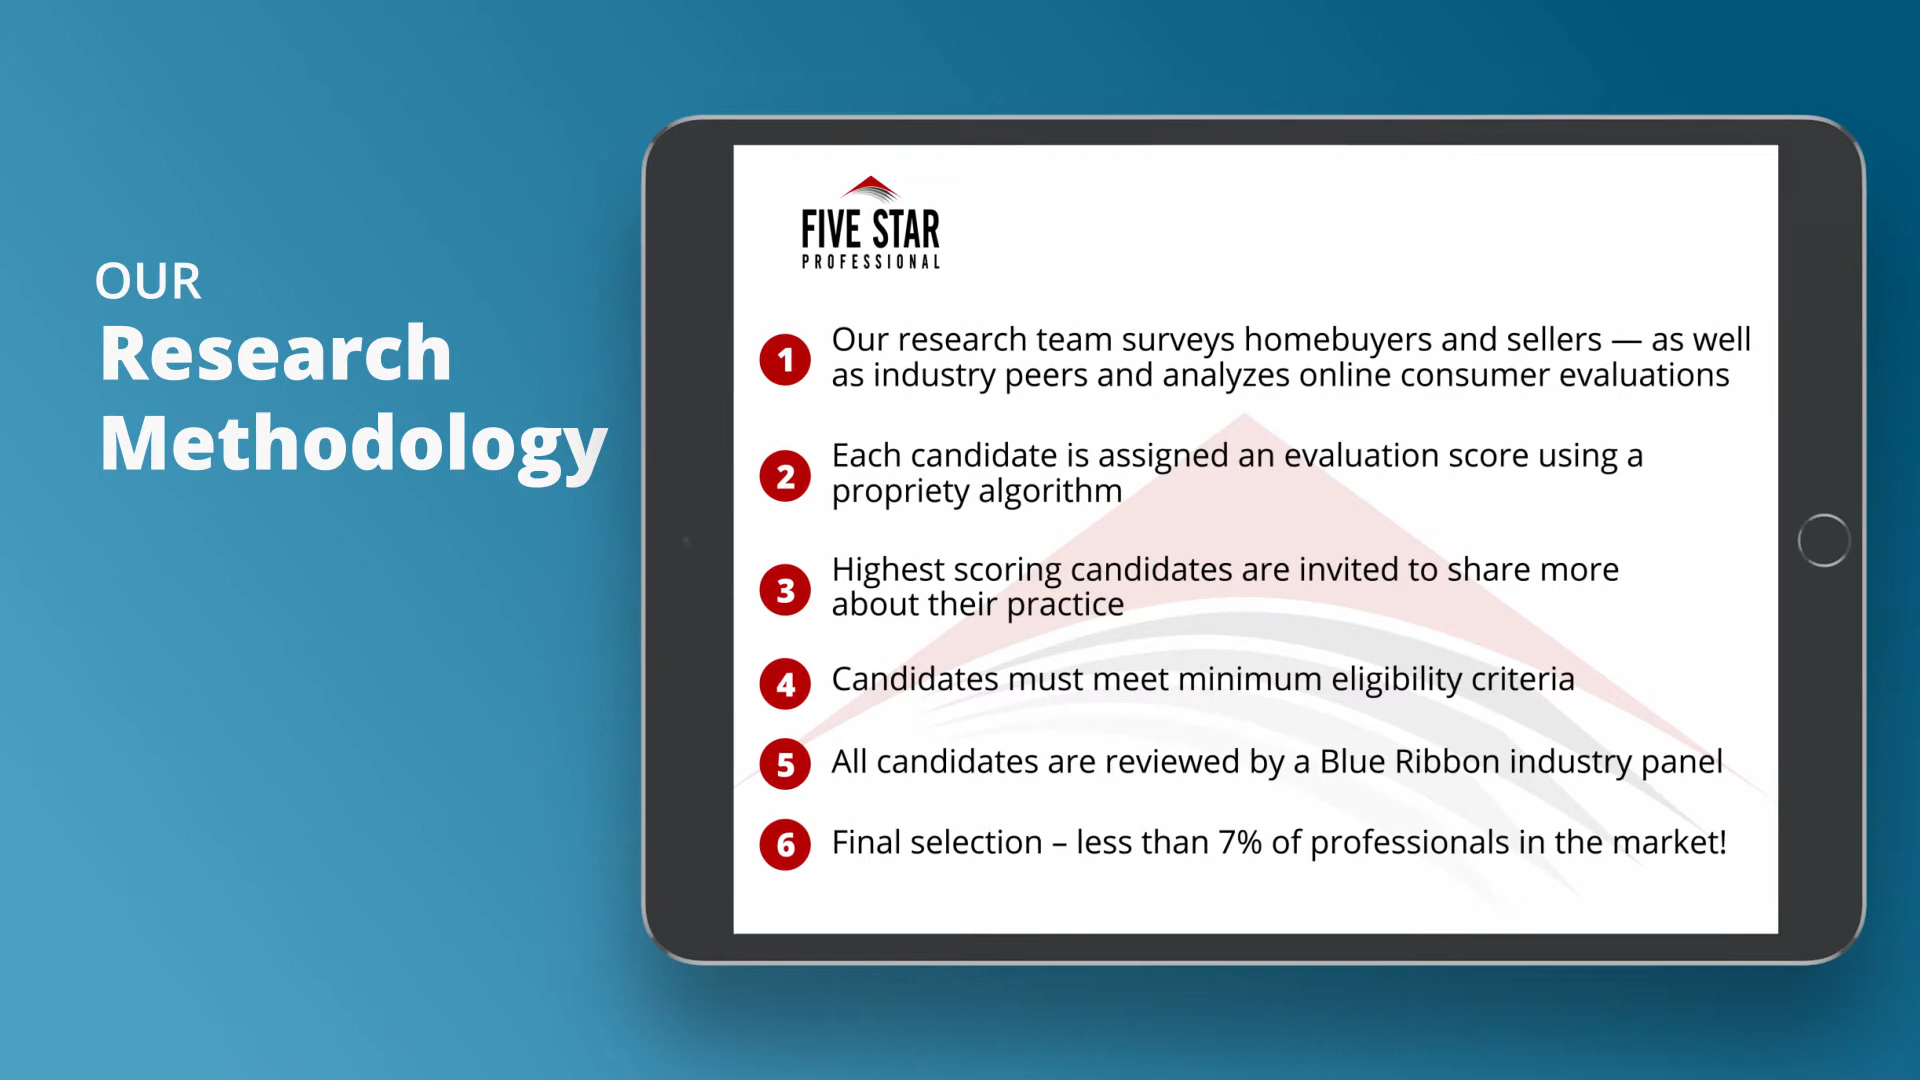 OUR
Research
Methodology
FIVE STAR
PROFESSIONAL
1 Our research team surveys homebuyers and sellers — as well
as industry peers and analyzes online consumer evaluations
2 Each candidate is assigned an evaluation score using a
propriety algorithm
3 Highest scoring candidates are invited to share more
about their practice
4 Candidates must meet minimum eligibility criteria
5 All candidates are reviewed by a Blue Ribbon industry panel
6 Final selection – less than 7% of professionals in the market!